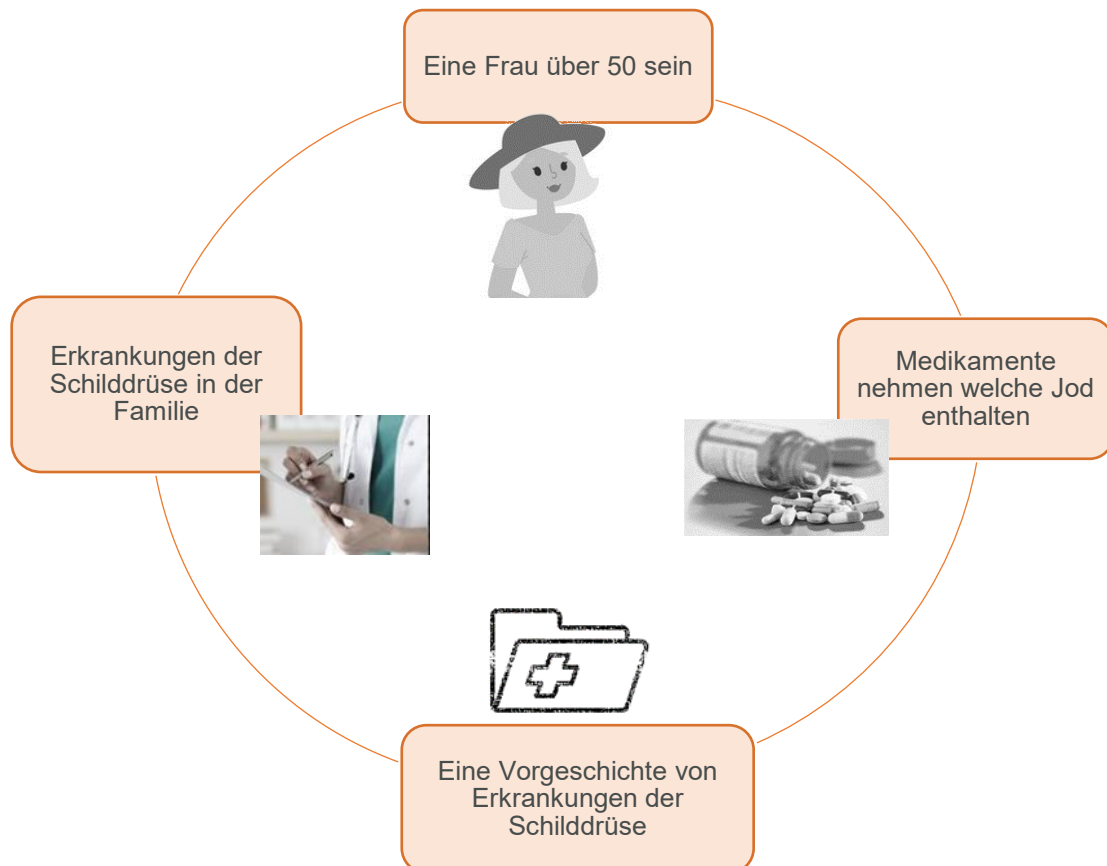 Eine Frau über 50 sein
Medikamente
nehmen welche Jod
enthalten
Eine Vorgeschichte von
Erkrankungen der
Schilddrüse
Erkrankungen der
Schilddrüse in der
Familie